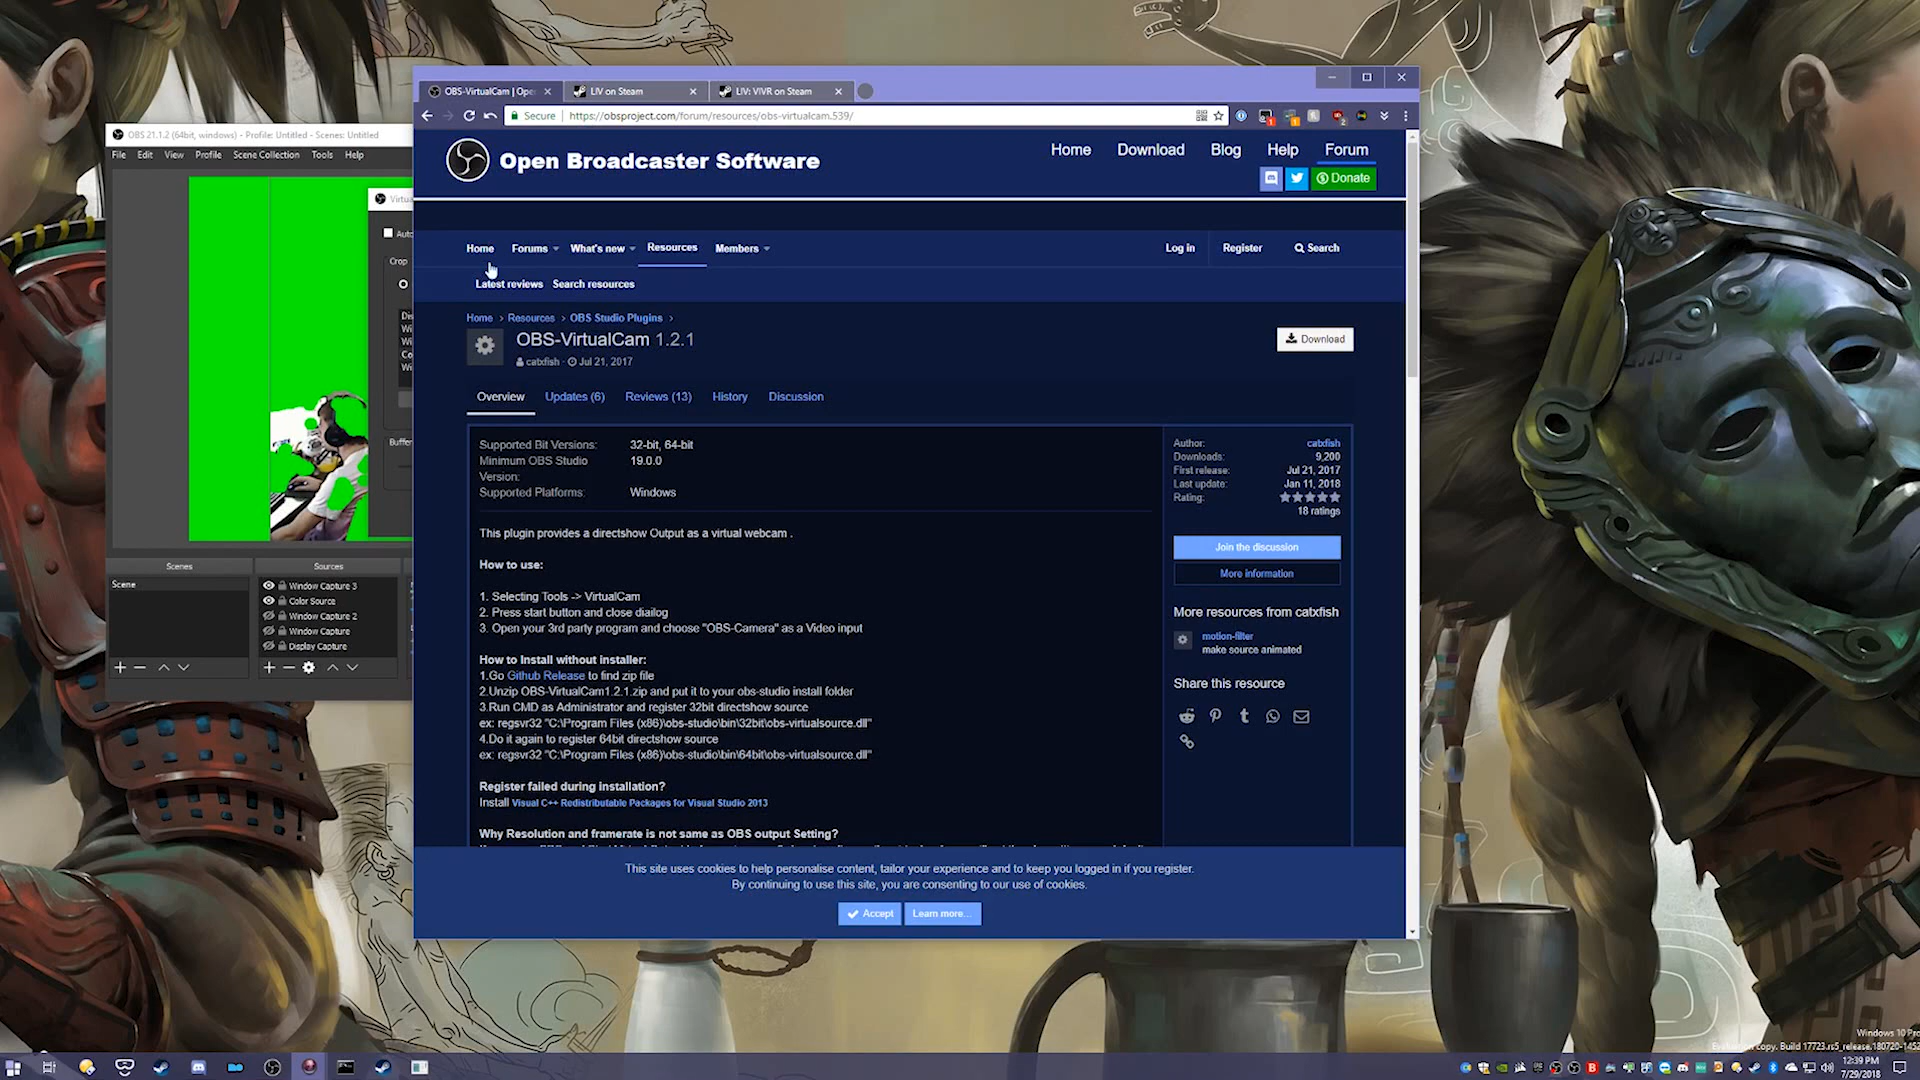 OBS-VirtualCam | Ope
LIV on Steam
LIV: VIVR on Steam
Secure
https://obsproject.com/forum/resources/obs-virtualcam.539/
OBS 21.1.2 (64bit, windows) - Profile: Untitled - Scenes: Untitled
File Edit View Profile Scene Collection Tools Help
Virtua
Auto
Crop
Buffer
Scenes
Scene
Sources
Window Capture 3
Color Source
Window Capture 2
Window Capture
Display Capture
Open Broadcaster Software
Home Download Blog Help Forum
Donate
Home Forums What's new Resources Members
Log in Register Search
Latest reviews Search resources
Home › Resources › OBS Studio Plugins ›
OBS-VirtualCam 1.2.1
catxfish · Jul 21, 2017
Download
Overview Updates (6) Reviews (13) History Discussion
Supported Bit Versions: 32-bit, 64-bit
Minimum OBS Studio Version: 19.0.0
Supported Platforms: Windows
This plugin provides a directshow Output as a virtual webcam .
How to use:
1. Selecting Tools -> VirtualCam
2. Press start button and close diailog
3. Open your 3rd party program and choose "OBS-Camera" as a Video input
How to Install without installer:
1.Go Github Release to find zip file
2.Unzip OBS-VirtualCam1.2.1.zip and put it to your obs-studio install folder
3.Run CMD as Administrator and register 32bit directshow source
ex: regsvr32 "C:\Program Files (x86)\obs-studio\bin\32bit\obs-virtualsource.dll"
4.Do it again to register 64bit directshow source
ex: regsvr32 "C:\Program Files (x86)\obs-studio\bin\64bit\obs-virtualsource.dll"
Register failed during installation?
Install Visual C++ Redistributable Packages for Visual Studio 2013
Why Resolution and framerate is not same as OBS output Setting?
Author: catxfish
Downloads: 9,200
First release: Jul 21, 2017
Last update: Jan 11, 2018
Rating:
18 ratings
Join the discussion
More information
More resources from catxfish
motion-filter
make source animated
Share this resource
This site uses cookies to help personalise content, tailor your experience and to keep you logged in if you register.
By continuing to use this site, you are consenting to our use of cookies.
Accept
Learn more...
Windows 10 Pro
Evaluation copy. Build 17723.rs5_release.180720-1452
12:39 PM
7/29/2018